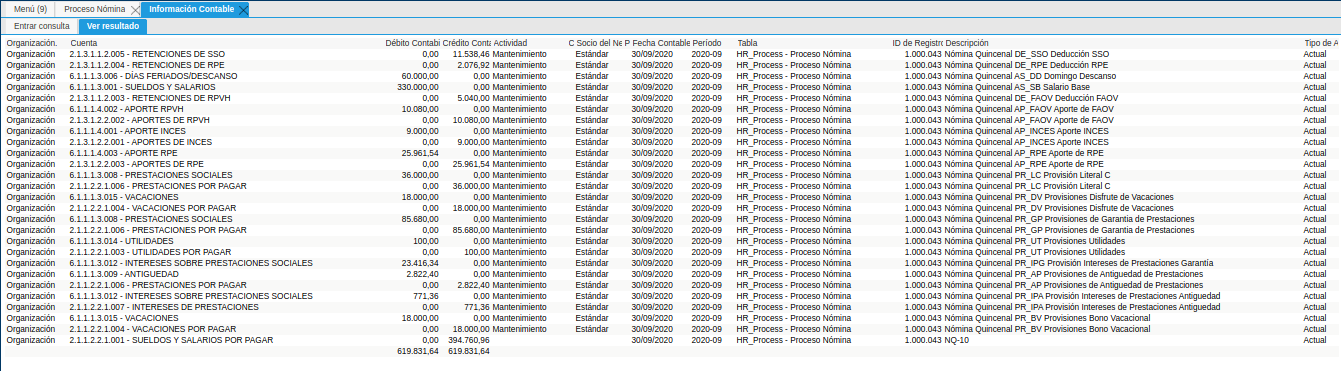 Menú (9) Proceso Nómina Información Contable
Entrar consulta Ver resultado
Organización. Cuenta Débito Contabl Crédito Conta Actividad C Socio del Ne P Fecha Contable Período Tabla ID de Registro Descripción Tipo de A
Organización 2.1.3.1.1.2.005 - RETENCIONES DE SSO 0,00 11.538,46 Mantenimiento Estándar 30/09/2020 2020-09 HR_Process - Proceso Nómina 1.000.043 Nómina Quincenal DE_SSO Deducción SSO Actual
Organización 2.1.3.1.1.2.004 - RETENCIONES DE RPE 0,00 2.076,92 Mantenimiento Estándar 30/09/2020 2020-09 HR_Process - Proceso Nómina 1.000.043 Nómina Quincenal DE_RPE Deducción RPE Actual
Organización 6.1.1.1.3.006 - DÍAS FERIADOS/DESCANSO 60.000,00 0,00 Mantenimiento Estándar 30/09/2020 2020-09 HR_Process - Proceso Nómina 1.000.043 Nómina Quincenal AS_DD Domingo Descanso Actual
Organización 6.1.1.1.3.001 - SUELDOS Y SALARIOS 330.000,00 0,00 Mantenimiento Estándar 30/09/2020 2020-09 HR_Process - Proceso Nómina 1.000.043 Nómina Quincenal AS_SB Salario Base Actual
Organización 2.1.3.1.1.2.003 - RETENCIONES DE RPVH 0,00 5.040,00 Mantenimiento Estándar 30/09/2020 2020-09 HR_Process - Proceso Nómina 1.000.043 Nómina Quincenal DE_FAOV Deducción FAOV Actual
Organización 6.1.1.1.4.002 - APORTE RPVH 10.080,00 0,00 Mantenimiento Estándar 30/09/2020 2020-09 HR_Process - Proceso Nómina 1.000.043 Nómina Quincenal AP_FAOV Aporte de FAOV Actual
Organización 2.1.3.1.2.2.002 - APORTES DE RPVH 0,00 10.080,00 Mantenimiento Estándar 30/09/2020 2020-09 HR_Process - Proceso Nómina 1.000.043 Nómina Quincenal AP_FAOV Aporte de FAOV Actual
Organización 6.1.1.1.4.001 - APORTE INCES 9.000,00 0,00 Mantenimiento Estándar 30/09/2020 2020-09 HR_Process - Proceso Nómina 1.000.043 Nómina Quincenal AP_INCES Aporte INCES Actual
Organización 2.1.3.1.2.2.001 - APORTES DE INCES 0,00 9.000,00 Mantenimiento Estándar 30/09/2020 2020-09 HR_Process - Proceso Nómina 1.000.043 Nómina Quincenal AP_INCES Aporte INCES Actual
Organización 6.1.1.1.4.003 - APORTE RPE 25.961,54 0,00 Mantenimiento Estándar 30/09/2020 2020-09 HR_Process - Proceso Nómina 1.000.043 Nómina Quincenal AP_RPE Aporte de RPE Actual
Organización 2.1.3.1.2.2.003 - APORTES DE RPE 0,00 25.961,54 Mantenimiento Estándar 30/09/2020 2020-09 HR_Process - Proceso Nómina 1.000.043 Nómina Quincenal AP_RPE Aporte de RPE Actual
Organización 6.1.1.1.3.008 - PRESTACIONES SOCIALES 36.000,00 0,00 Mantenimiento Estándar 30/09/2020 2020-09 HR_Process - Proceso Nómina 1.000.043 Nómina Quincenal PR_LC Provisión Literal C Actual
Organización 2.1.1.2.2.1.006 - PRESTACIONES POR PAGAR 0,00 36.000,00 Mantenimiento Estándar 30/09/2020 2020-09 HR_Process - Proceso Nómina 1.000.043 Nómina Quincenal PR_LC Provisión Literal C Actual
Organización 6.1.1.1.3.015 - VACACIONES 18.000,00 0,00 Mantenimiento Estándar 30/09/2020 2020-09 HR_Process - Proceso Nómina 1.000.043 Nómina Quincenal PR_DV Provisiones Disfrute de Vacaciones Actual
Organización 2.1.1.2.2.1.004 - VACACIONES POR PAGAR 0,00 18.000,00 Mantenimiento Estándar 30/09/2020 2020-09 HR_Process - Proceso Nómina 1.000.043 Nómina Quincenal PR_DV Provisiones Disfrute de Vacaciones Actual
Organización 6.1.1.1.3.008 - PRESTACIONES SOCIALES 85.680,00 0,00 Mantenimiento Estándar 30/09/2020 2020-09 HR_Process - Proceso Nómina 1.000.043 Nómina Quincenal PR_GP Provisiones de Garantia de Prestaciones Actual
Organización 2.1.1.2.2.1.006 - PRESTACIONES POR PAGAR 0,00 85.680,00 Mantenimiento Estándar 30/09/2020 2020-09 HR_Process - Proceso Nómina 1.000.043 Nómina Quincenal PR_GP Provisiones de Garantia de Prestaciones Actual
Organización 6.1.1.1.3.014 - UTILIDADES 100,00 0,00 Mantenimiento Estándar 30/09/2020 2020-09 HR_Process - Proceso Nómina 1.000.043 Nómina Quincenal PR_UT Provisiones Utilidades Actual
Organización 2.1.1.2.2.1.003 - UTILIDADES POR PAGAR 0,00 100,00 Mantenimiento Estándar 30/09/2020 2020-09 HR_Process - Proceso Nómina 1.000.043 Nómina Quincenal PR_UT Provisiones Utilidades Actual
Organización 6.1.1.1.3.012 - INTERESES SOBRE PRESTACIONES SOCIALES 23.416,34 0,00 Mantenimiento Estándar 30/09/2020 2020-09 HR_Process - Proceso Nómina 1.000.043 Nómina Quincenal PR_IPG Provisión Intereses de Prestaciones Garantía Actual
Organización 6.1.1.1.3.009 - ANTIGUEDAD 2.822,40 0,00 Mantenimiento Estándar 30/09/2020 2020-09 HR_Process - Proceso Nómina 1.000.043 Nómina Quincenal PR_AP Provisiones de Antiguedad de Prestaciones Actual
Organización 2.1.1.2.2.1.006 - PRESTACIONES POR PAGAR 0,00 2.822,40 Mantenimiento Estándar 30/09/2020 2020-09 HR_Process - Proceso Nómina 1.000.043 Nómina Quincenal PR_AP Provisiones de Antiguedad de Prestaciones Actual
Organización 6.1.1.1.3.012 - INTERESES SOBRE PRESTACIONES SOCIALES 771,36 0,00 Mantenimiento Estándar 30/09/2020 2020-09 HR_Process - Proceso Nómina 1.000.043 Nómina Quincenal PR_IPA Provisión Intereses de Prestaciones Antiguedad Actual
Organización 2.1.1.2.2.1.007 - INTERESES DE PRESTACIONES 0,00 771,36 Mantenimiento Estándar 30/09/2020 2020-09 HR_Process - Proceso Nómina 1.000.043 Nómina Quincenal PR_IPA Provisión Intereses de Prestaciones Antiguedad Actual
Organización 6.1.1.1.3.015 - VACACIONES 18.000,00 0,00 Mantenimiento Estándar 30/09/2020 2020-09 HR_Process - Proceso Nómina 1.000.043 Nómina Quincenal PR_BV Provisiones Bono Vacacional Actual
Organización 2.1.1.2.2.1.004 - VACACIONES POR PAGAR 0,00 18.000,00 Mantenimiento Estándar 30/09/2020 2020-09 HR_Process - Proceso Nómina 1.000.043 Nómina Quincenal PR_BV Provisiones Bono Vacacional Actual
Organización 2.1.1.2.2.1.001 - SUELDOS Y SALARIOS POR PAGAR 0,00 394.760,96 30/09/2020 2020-09 HR_Process - Proceso Nómina 1.000.043 NQ-10 Actual
619.831,64 619.831,64